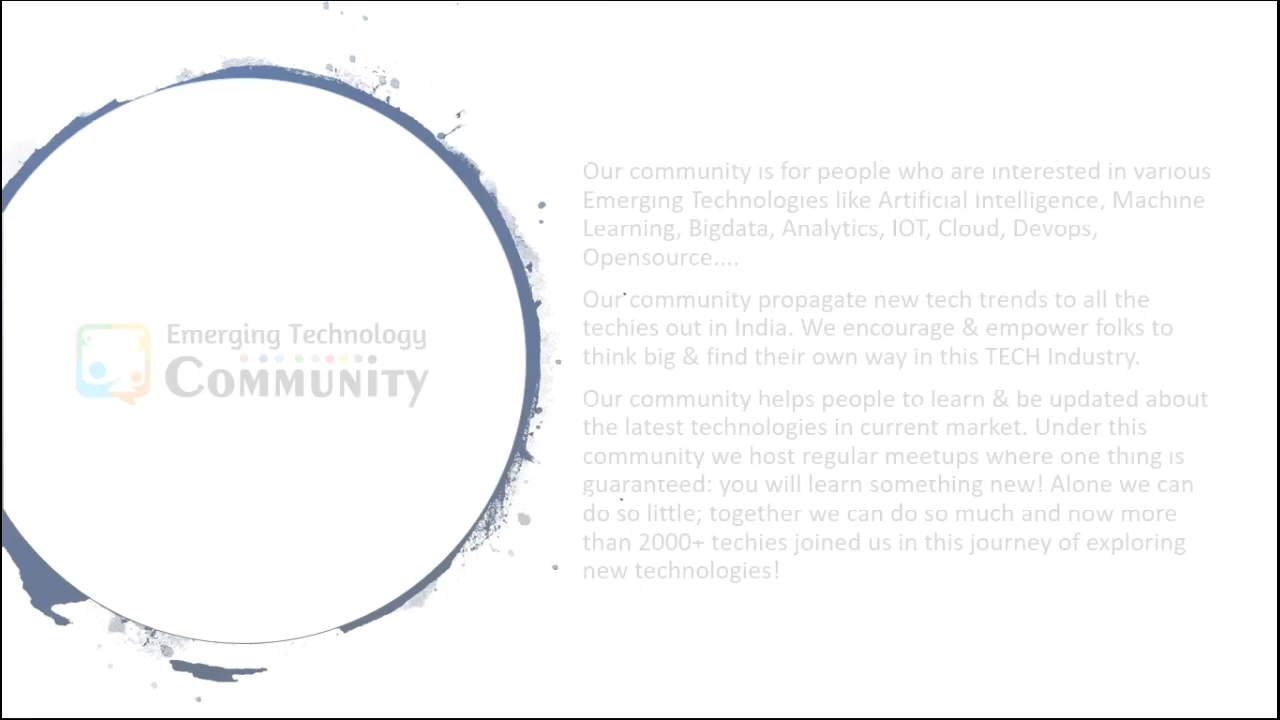 Emerging Technology
COMMUNITY
Our community is for people who are interested in various
Emerging Technologies like Artificial Intelligence, Machine
Learning, Bigdata, Analytics, IOT, Cloud, Devops,
Opensource....
Our community propagate new tech trends to all the
techies out in India. We encourage & empower folks to
think big & find their own way in this TECH Industry.
Our community helps people to learn & be updated about
the latest technologies in current market. Under this
community we host regular meetups where one thing is
guaranteed: you will learn something new! Alone we can
do so little; together we can do so much and now more
than 2000+ techies joined us in this journey of exploring
new technologies!